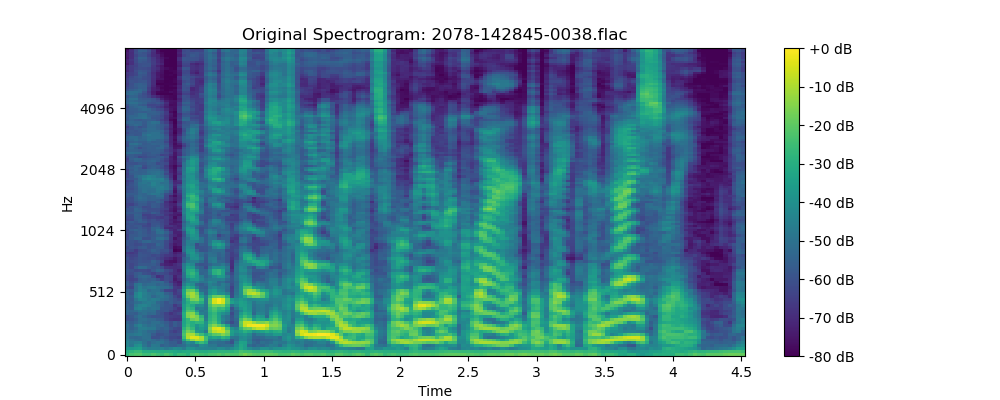 Original Spectrogram: 2078-142845-0038.flac
Hz
4096
2048
1024
512
0
0 0.5 1 1.5 2 2.5 3 3.5 4 4.5
Time
+0 dB
-10 dB
-20 dB
-30 dB
-40 dB
-50 dB
-60 dB
-70 dB
-80 dB